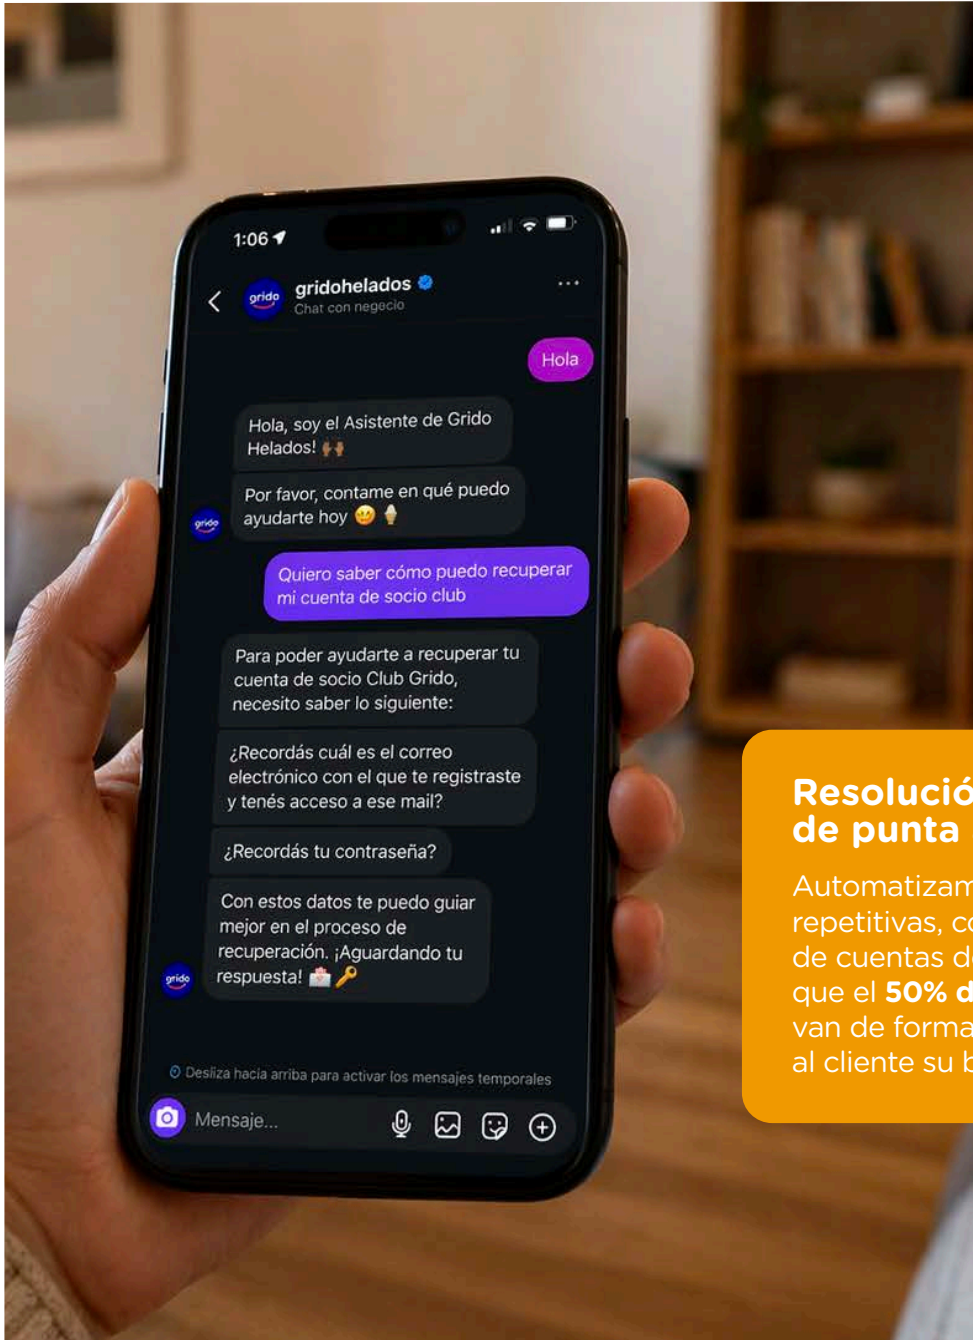 1:06
grido
gridohelados
Chat con negocio
Hola
Hola, soy el Asistente de Grido
Helados! 🙌🏽
Por favor, contame en qué puedo
ayudarte hoy 😊🍦
grido
Quiero saber cómo puedo recuperar
mi cuenta de socio club
Para poder ayudarte a recuperar tu
cuenta de socio Club Grido,
necesito saber lo siguiente:
¿Recordás cuál es el correo
electrónico con el que te registraste
y tenés acceso a ese mail?
¿Recordás tu contraseña?
Con estos datos te puedo guiar
mejor en el proceso de
recuperación. ¡Aguardando tu
respuesta! 📩🔑
grido
Desliza hacia arriba para activar los mensajes temporales
Mensaje...
Resolució
de punta
Automatizam
repetitivas, co
de cuentas d
que el 50% d
van de forma
al cliente su b